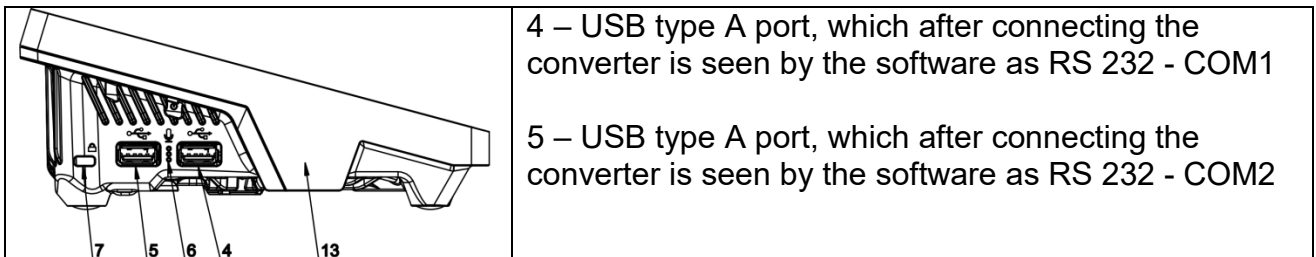 4 – USB type A port, which after connecting the
converter is seen by the software as RS 232 - COM1
5 – USB type A port, which after connecting the
converter is seen by the software as RS 232 - COM2
7 5 6 4 13